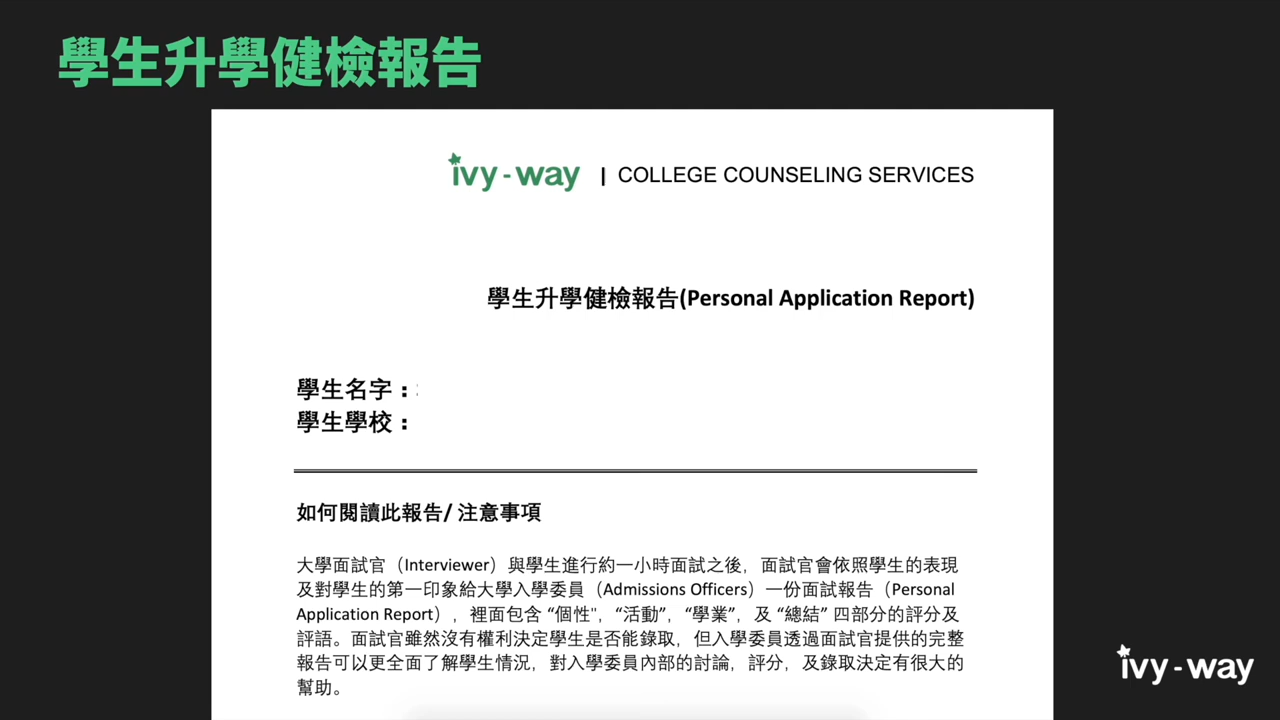 學生升學健檢報告
ivy-way | COLLEGE COUNSELING SERVICES
學生升學健檢報告(Personal Application Report)
學生名字：
學生學校：
如何閱讀此報告/ 注意事項
大學面試官（Interviewer）與學生進行約一小時面試之後，面試官會依照學生的表現
及對學生的第一印象給大學入學委員（Admissions Officers）一份面試報告（Personal
Application Report），裡面包含 “個性"，“活動”，“學業”，及 “總結” 四部分的評分及
評語。面試官雖然沒有權利決定學生是否能錄取，但入學委員透過面試官提供的完整
報告可以更全面了解學生情況，對入學委員內部的討論，評分，及錄取決定有很大的
幫助。
ivy-way